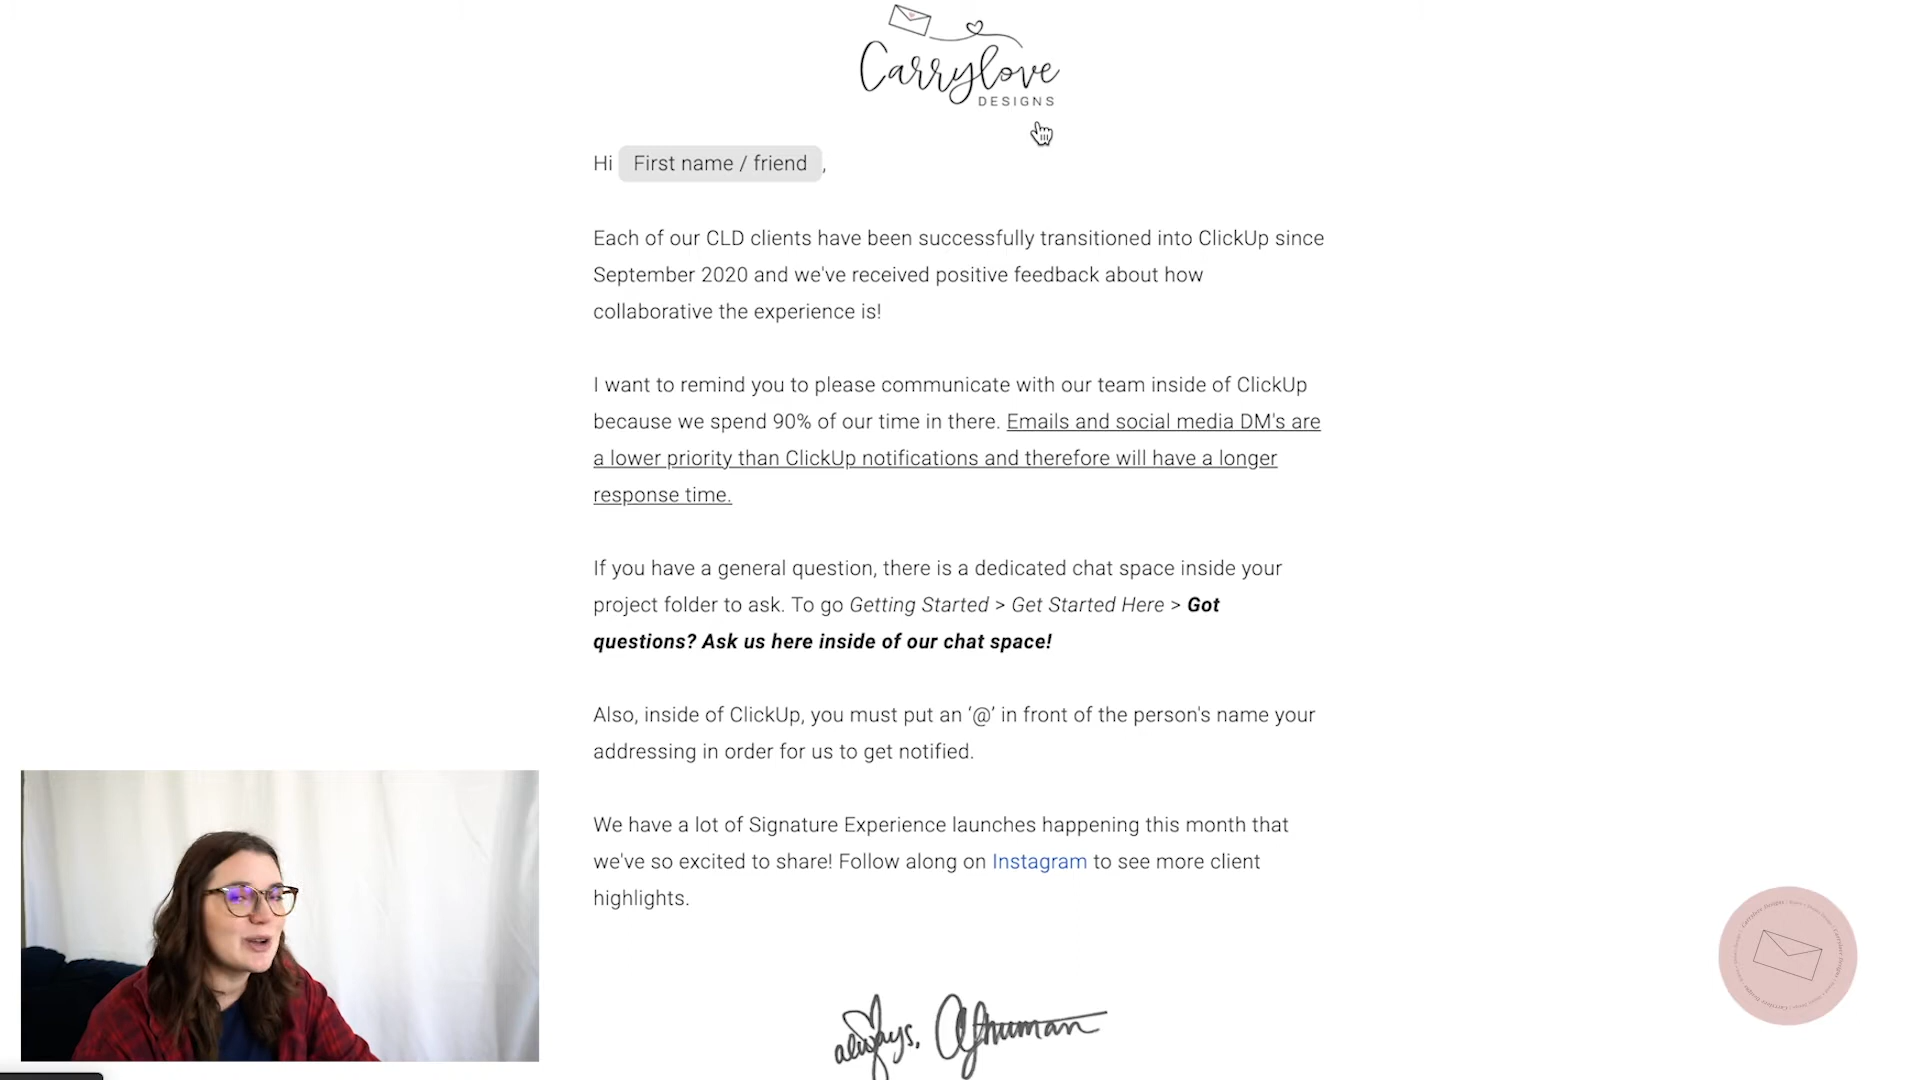 Carrylove
DESIGNS
Hi First name / friend ,
Each of our CLD clients have been successfully transitioned into ClickUp since
September 2020 and we've received positive feedback about how
collaborative the experience is!
I want to remind you to please communicate with our team inside of ClickUp
because we spend 90% of our time in there. Emails and social media DM's are
a lower priority than ClickUp notifications and therefore will have a longer
response time.
If you have a general question, there is a dedicated chat space inside your
project folder to ask. To go Getting Started > Get Started Here > Got
questions? Ask us here inside of our chat space!
Also, inside of ClickUp, you must put an ‘@’ in front of the person's name your
addressing in order for us to get notified.
We have a lot of Signature Experience launches happening this month that
we've so excited to share! Follow along on Instagram to see more client
highlights.
always,